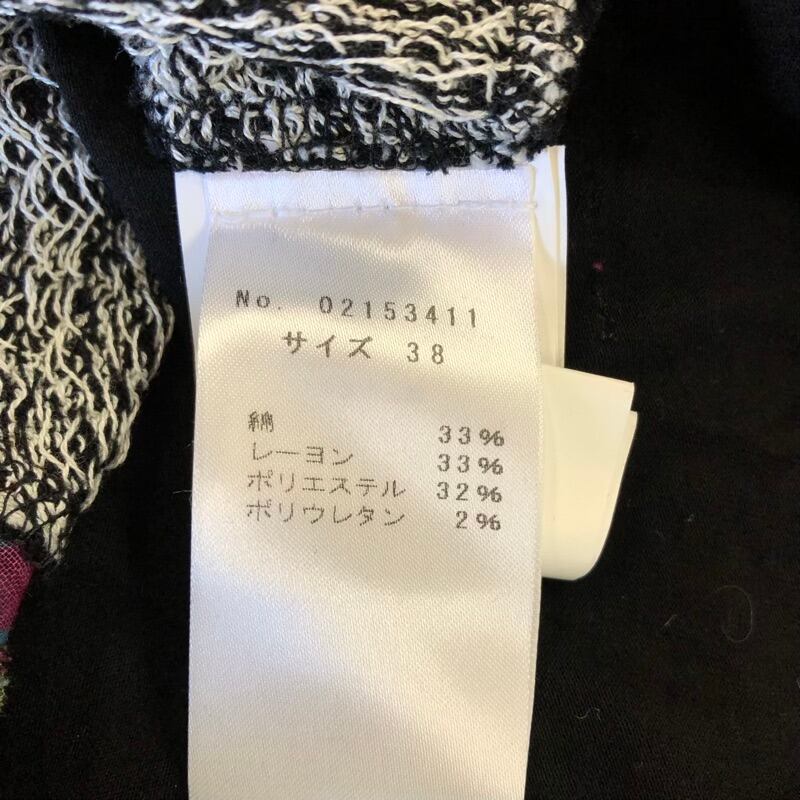 No. 02153411
サイズ 38
綿 33%
レーヨン 33%
ポリエステル 32%
ポリウレタン 2%